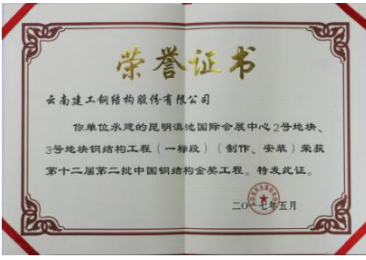 荣誉证书
云南建工钢结构股份有限公司
你单位承建的昆明滇池国际会展中心2号地块、
3号地块钢结构工程（一标段）（制作、安装）荣获
第十二届第二批中国钢结构金奖工程。特发此证。
二〇一七年五月